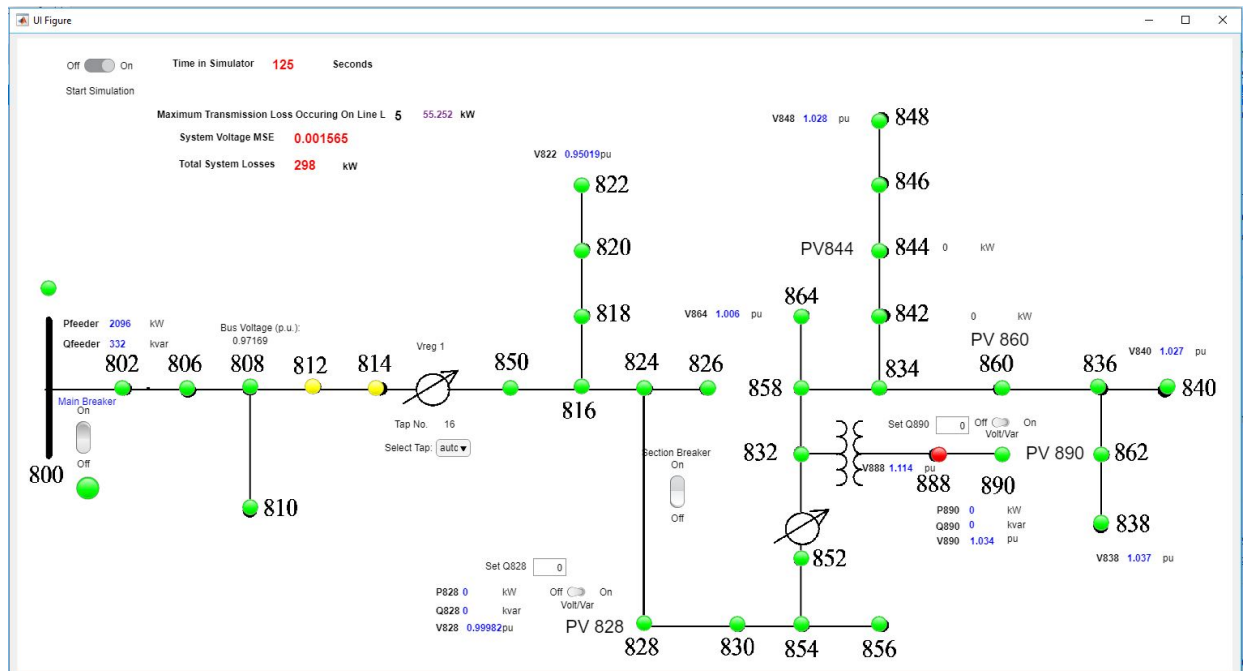 UI Figure
Off On
Time in Simulator 125 Seconds
Start Simulation
Maximum Transmission Loss Occuring On Line L 5 55.252 kW
System Voltage MSE 0.001565
Total System Losses 298 kW
V848 1.028 pu
848
V822 0.95019pu
822
846
820
PV844
844 0 kW
864
818
V864 1.006 pu
842
0 kW
PV 860
Pfeeder 2096 kW
Qfeeder 332 kvar
Bus Voltage (p.u.):
0.97169
Vreg 1
V840 1.027 pu
802 806 808 812 814 850 824 826
816
858 834 860 836 840
Main Breaker
On
Off
800
Tap No. 16
Select Tap: auto
810
Section Breaker
On
Off
832
Set Q890 0 Off On
Volt/Var
V888 1.114 pu
888 890
PV 890
862
P890 0 kW
Q890 0 kvar
V890 1.034 pu
838
V838 1.037 pu
852
Set Q828 0
P828 0 kW
Off On
Volt/Var
Q828 0 kvar
V828 0.99982pu
PV 828
828 830 854 856